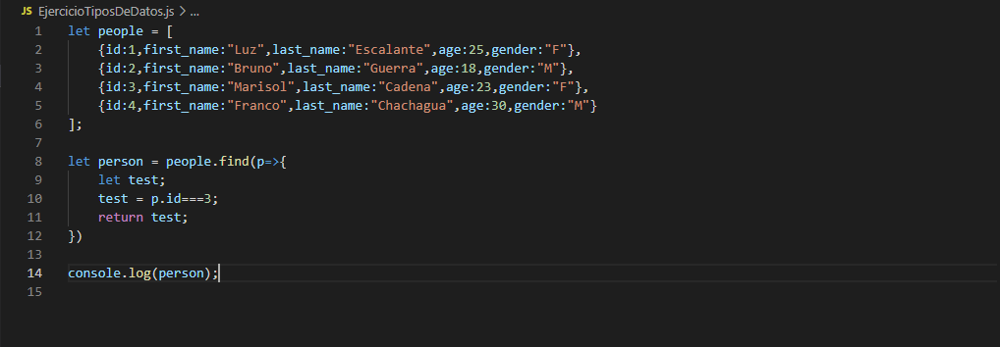 JS EjercicioTiposDeDatos.js > ...
1 let people = [
2 {id:1,first_name:"Luz",last_name:"Escalante",age:25,gender:"F"},
3 {id:2,first_name:"Bruno",last_name:"Guerra",age:18,gender:"M"},
4 {id:3,first_name:"Marisol",last_name:"Cadena",age:23,gender:"F"},
5 {id:4,first_name:"Franco",last_name:"Chachagua",age:30,gender:"M"}
6 ];
7
8 let person = people.find(p=>{
9 let test;
10 test = p.id===3;
11 return test;
12 })
13
14 console.log(person);
15